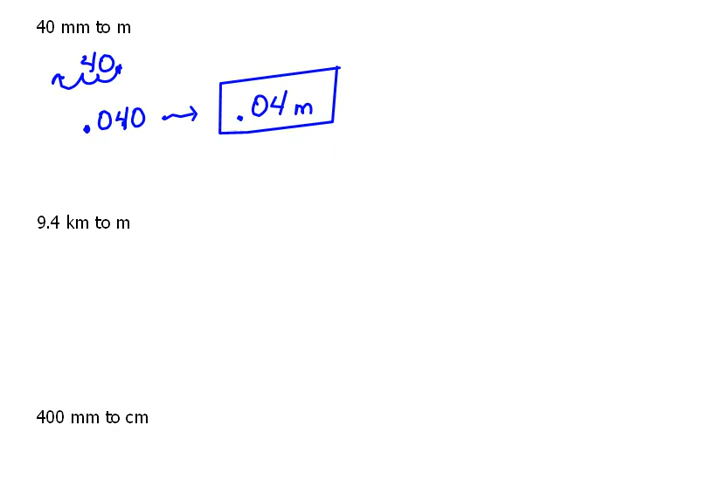 40 mm to m
40.
.040 → .04 m
9.4 km to m
400 mm to cm